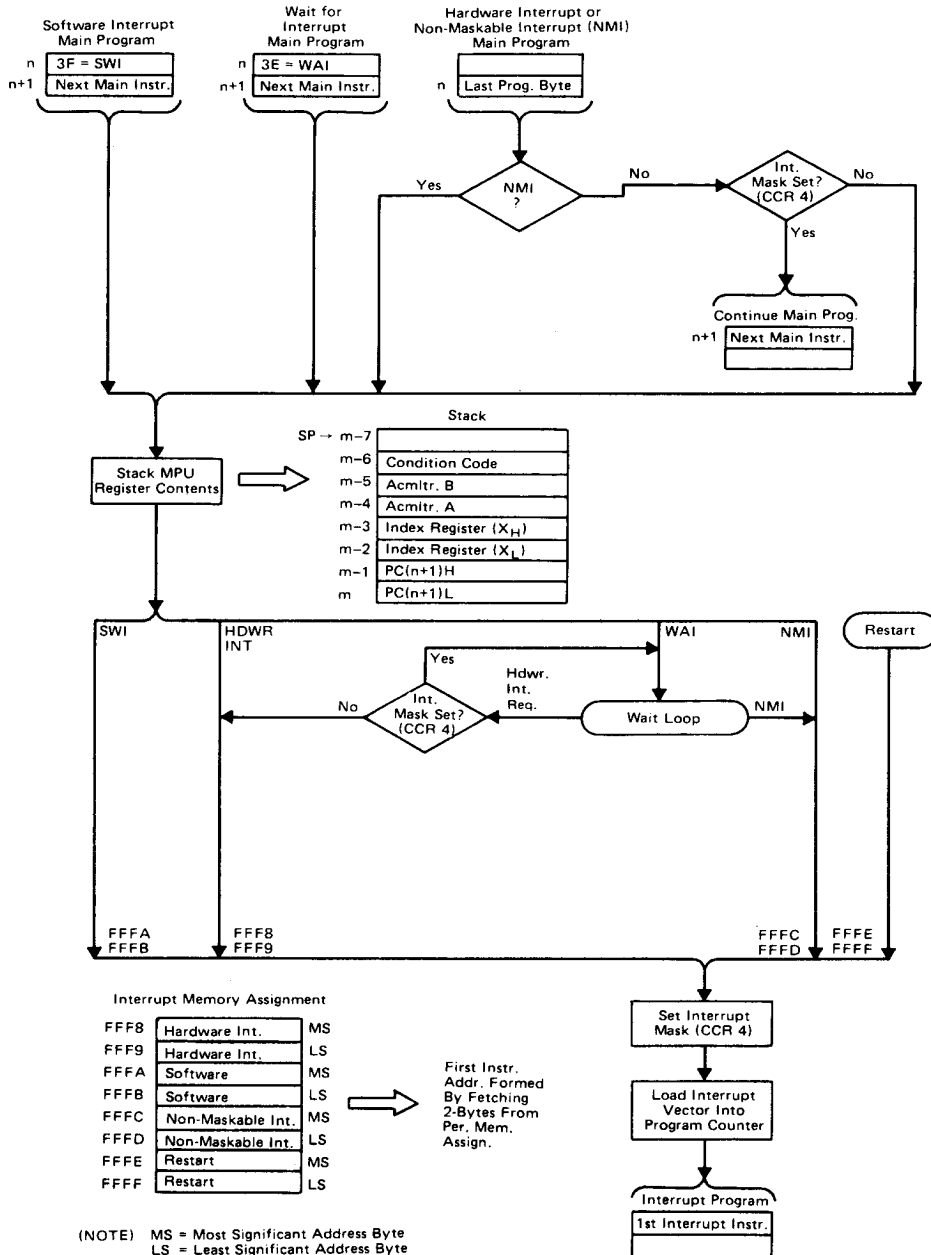 Software Interrupt
Main Program
n 3F = SWI
n+1 Next Main Instr.
Wait for
Interrupt
Main Program
n 3E = WAI
n+1 Next Main Instr.
Hardware Interrupt or
Non-Maskable Interrupt (NMI)
Main Program
n Last Prog. Byte
Yes
NMI
?
No
Int.
Mask Set?
(CCR 4)
No
Yes
Continue Main Prog.
n+1 Next Main Instr.
Stack MPU
Register Contents
Stack
SP → m-7
m-6 Condition Code
m-5 Acmltr. B
m-4 Acmltr. A
m-3 Index Register (XH)
m-2 Index Register (XL)
m-1 PC(n+1)H
m PC(n+1)L
SWI
HDWR
INT
WAI
NMI
Restart
Yes
No
Int.
Mask Set?
(CCR 4)
Hdwr.
Int.
Req.
Wait Loop
NMI
FFFA
FFFB
FFF8
FFF9
FFFC
FFFD
FFFE
FFFF
Interrupt Memory Assignment
FFF8 Hardware Int. MS
FFF9 Hardware Int. LS
FFFA Software MS
FFFB Software LS
FFFC Non-Maskable Int. MS
FFFD Non-Maskable Int. LS
FFFE Restart MS
FFFF Restart LS
First Instr.
Addr. Formed
By Fetching
2-Bytes From
Per. Mem.
Assign.
Set Interrupt
Mask (CCR 4)
Load Interrupt
Vector Into
Program Counter
Interrupt Program
1st Interrupt Instr.
(NOTE) MS = Most Significant Address Byte
LS = Least Significant Address Byte